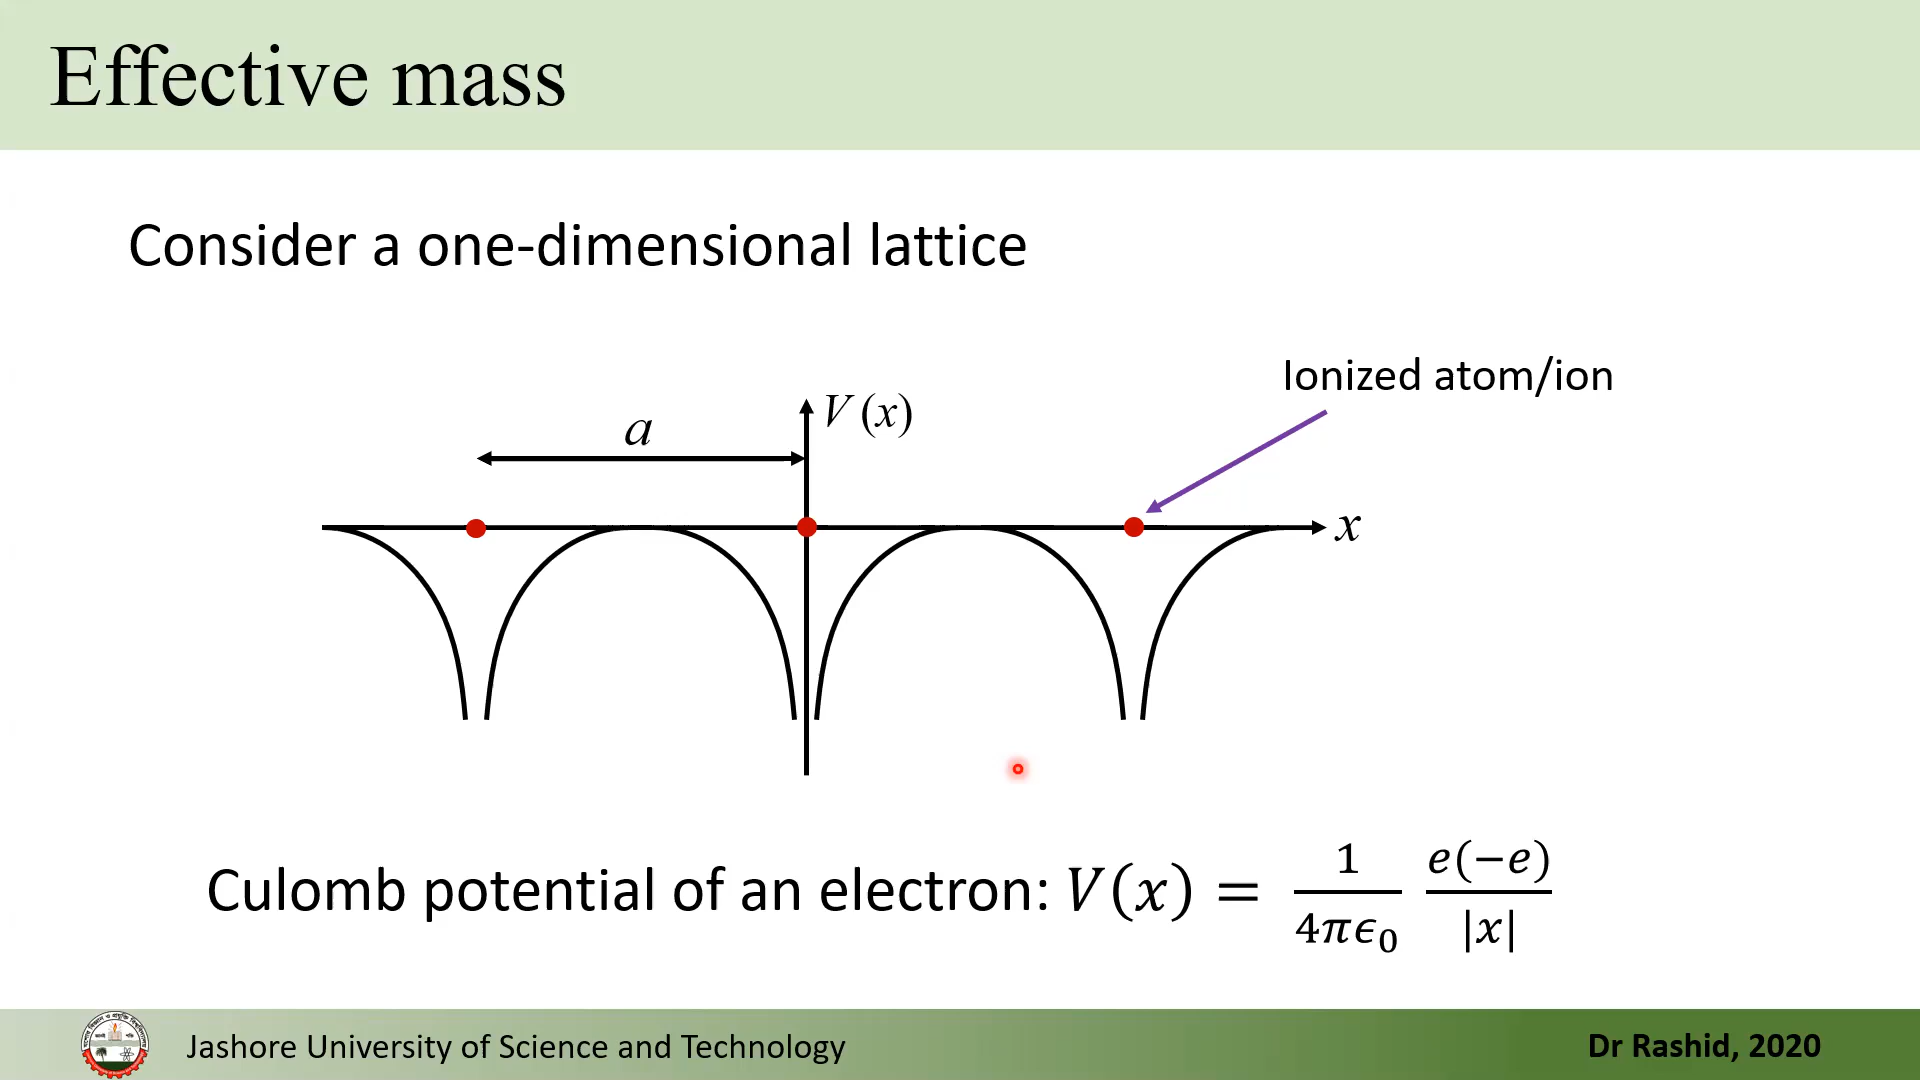 Effective mass
Consider a one-dimensional lattice
Ionized atom/ion
V(x)
a
x
Culomb potential of an electron: V(x) = 1/4πϵ₀ e(−e)/|x|
Jashore University of Science and Technology
Dr Rashid, 2020